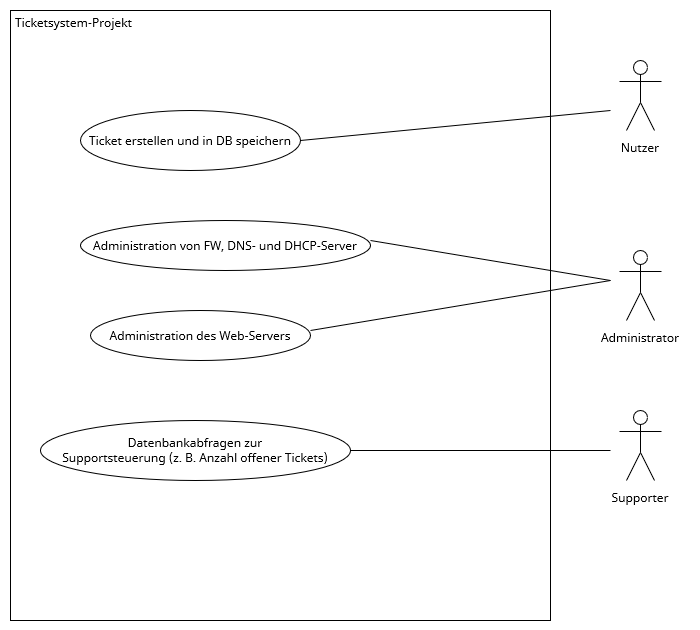 Ticketsystem-Projekt
Nutzer
Ticket erstellen und in DB speichern
Administration von FW, DNS- und DHCP-Server
Administration des Web-Servers
Administrator
Datenbankabfragen zur
Supportsteuerung (z. B. Anzahl offener Tickets)
Supporter